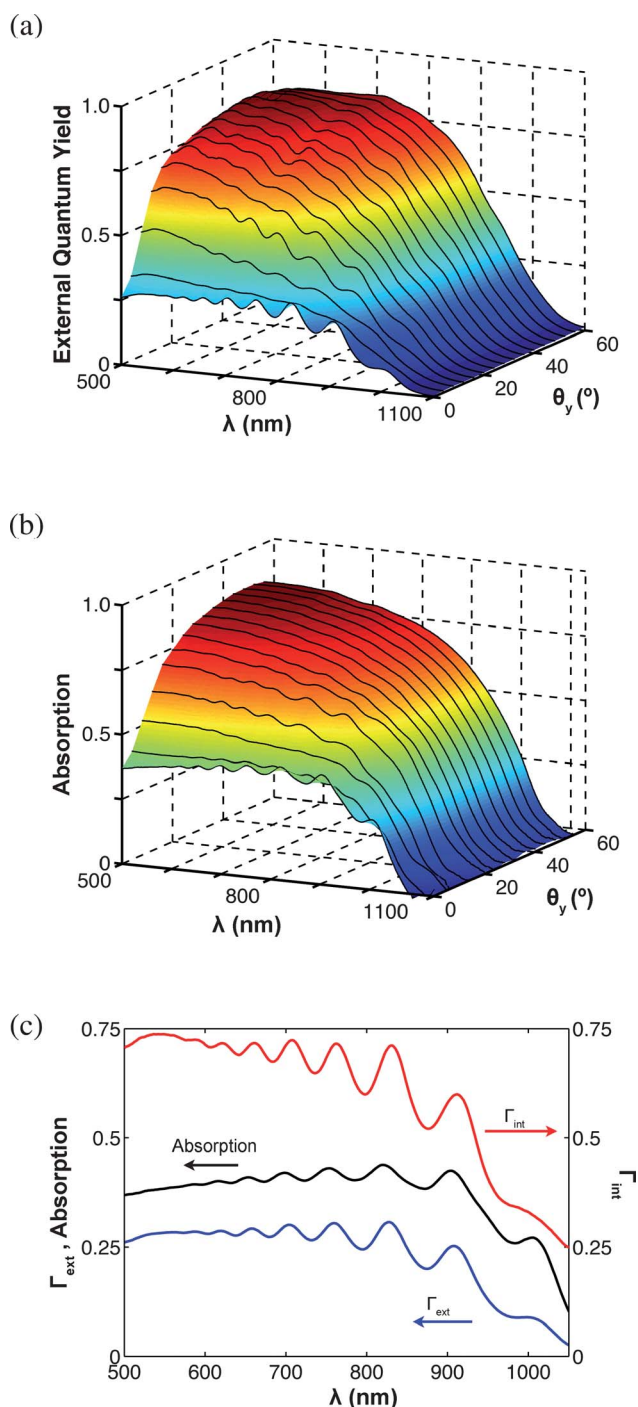 (a)
External Quantum Yield
1.0
0.5
0
500
800
1100
λ (nm)
0
20
40
60
θy (º)
(b)
Absorption
1.0
0.5
0
500
800
1100
λ (nm)
0
20
40
60
θy (º)
(c)
Γext , Absorption
0.75
0.5
0.25
0
Absorption
Γint
Γext
0.75
0.5
0.25
0
Γint
500
600
700
800
900
1000
λ (nm)